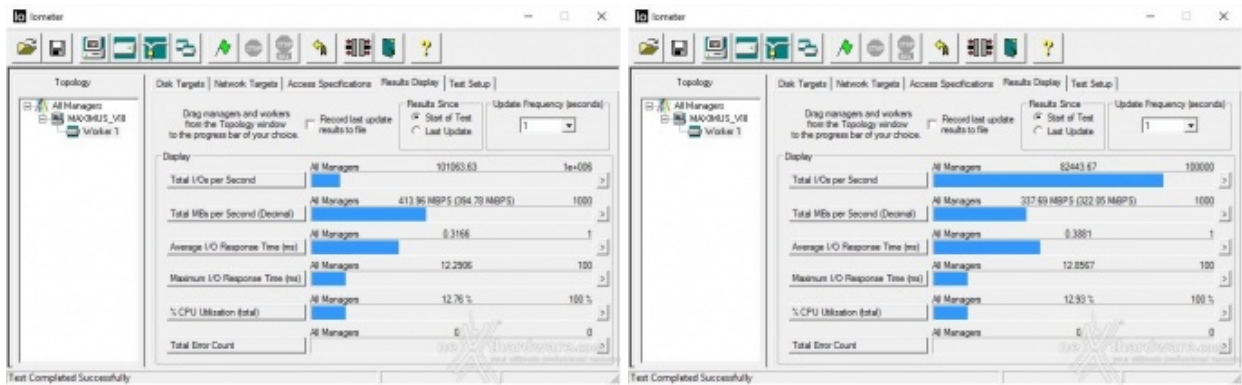 Iometer
Topology
All Managers
MAXIMUS_VIII
Worker 1
Disk Targets
Network Targets
Access Specifications
Results Display
Test Setup
Drag managers and workers
from the Topology window
to the progress bar of your choice.
Record last update
results to file
Results Since
Start of Test
Last Update
Update Frequency (seconds)
1
Display
All Managers 101063.63 1e+006
Total I/Os per Second
All Managers 413.96 MBPS (394.78 MiBPS) 1000
Total MBs per Second (Decimal)
All Managers 0.3166 1
Average I/O Response Time (ms)
All Managers 12.2906 100
Maximum I/O Response Time (ms)
All Managers 12.76 % 100 %
% CPU Utilization (total)
All Managers 0 0
Total Error Count
Test Completed Successfully
Iometer
Topology
All Managers
MAXIMUS_VIII
Worker 1
Disk Targets
Network Targets
Access Specifications
Results Display
Test Setup
Drag managers and workers
from the Topology window
to the progress bar of your choice.
Record last update
results to file
Results Since
Start of Test
Last Update
Update Frequency (seconds)
1
Display
All Managers 82443.67 100000
Total I/Os per Second
All Managers 337.69 MBPS (322.05 MiBPS) 1000
Total MBs per Second (Decimal)
All Managers 0.3881 1
Average I/O Response Time (ms)
All Managers 12.8567 100
Maximum I/O Response Time (ms)
All Managers 12.93 % 100 %
% CPU Utilization (total)
All Managers 0 0
Total Error Count
Test Completed Successfully